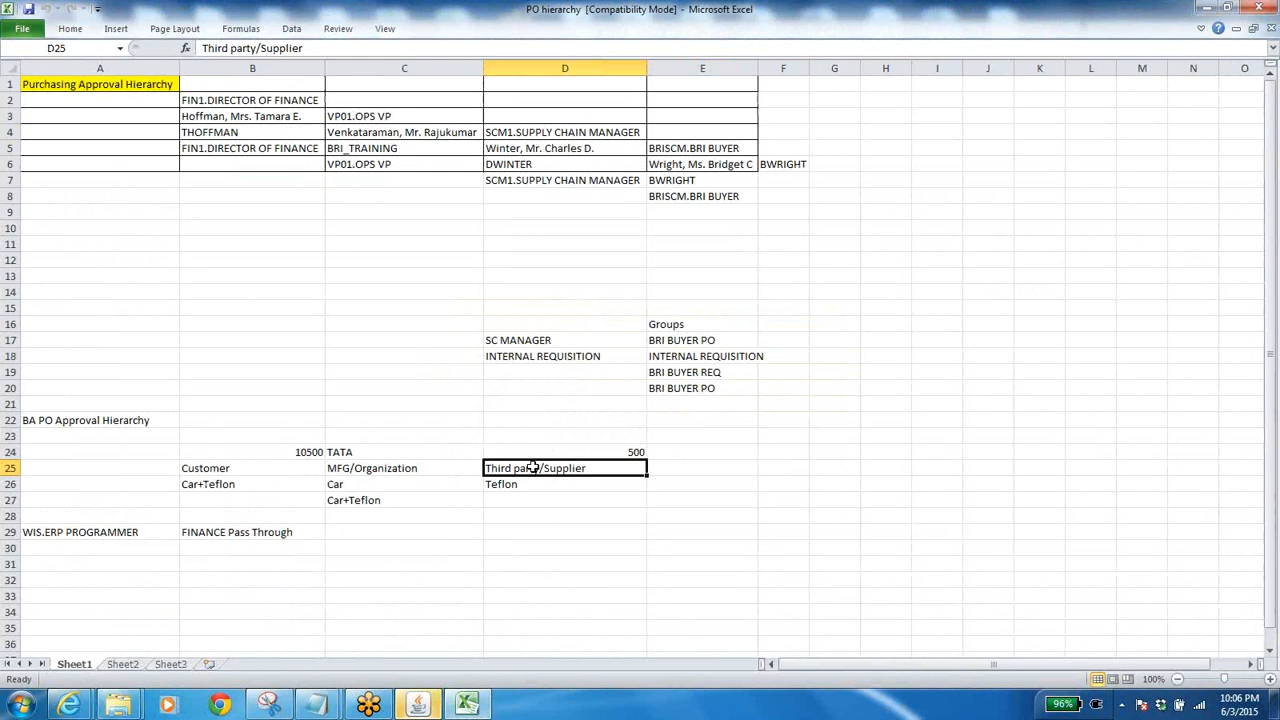 PO hierarchy [Compatibility Mode] - Microsoft Excel
File Home Insert Page Layout Formulas Data Review View
D25 fx Third party/Supplier
A B C D E F G H I J K L M N O
1 Purchasing Approval Hierarchy
2 FIN1.DIRECTOR OF FINANCE
3 Hoffman, Mrs. Tamara E. VP01.OPS VP
4 THOFFMAN Venkataraman, Mr. Rajukumar SCM1.SUPPLY CHAIN MANAGER
5 FIN1.DIRECTOR OF FINANCE BRI_TRAINING Winter, Mr. Charles D. BRISCM.BRI BUYER
6 VP01.OPS VP DWINTER Wright, Ms. Bridget C BWRIGHT
7 SCM1.SUPPLY CHAIN MANAGER BWRIGHT
8 BRISCM.BRI BUYER
9
10
11
12
13
14
15
16 Groups
17 SC MANAGER BRI BUYER PO
18 INTERNAL REQUISITION INTERNAL REQUISITION
19 BRI BUYER REQ
20 BRI BUYER PO
21
22 BA PO Approval Hierarchy
23
24 10500 TATA 500
25 Customer MFG/Organization Third party/Supplier
26 Car+Teflon Car Teflon
27 Car+Teflon
28
29 WIS.ERP PROGRAMMER FINANCE Pass Through
30
31
32
33
34
35
36
Sheet1 Sheet2 Sheet3
Ready 100%
96% 10:06 PM
6/3/2015